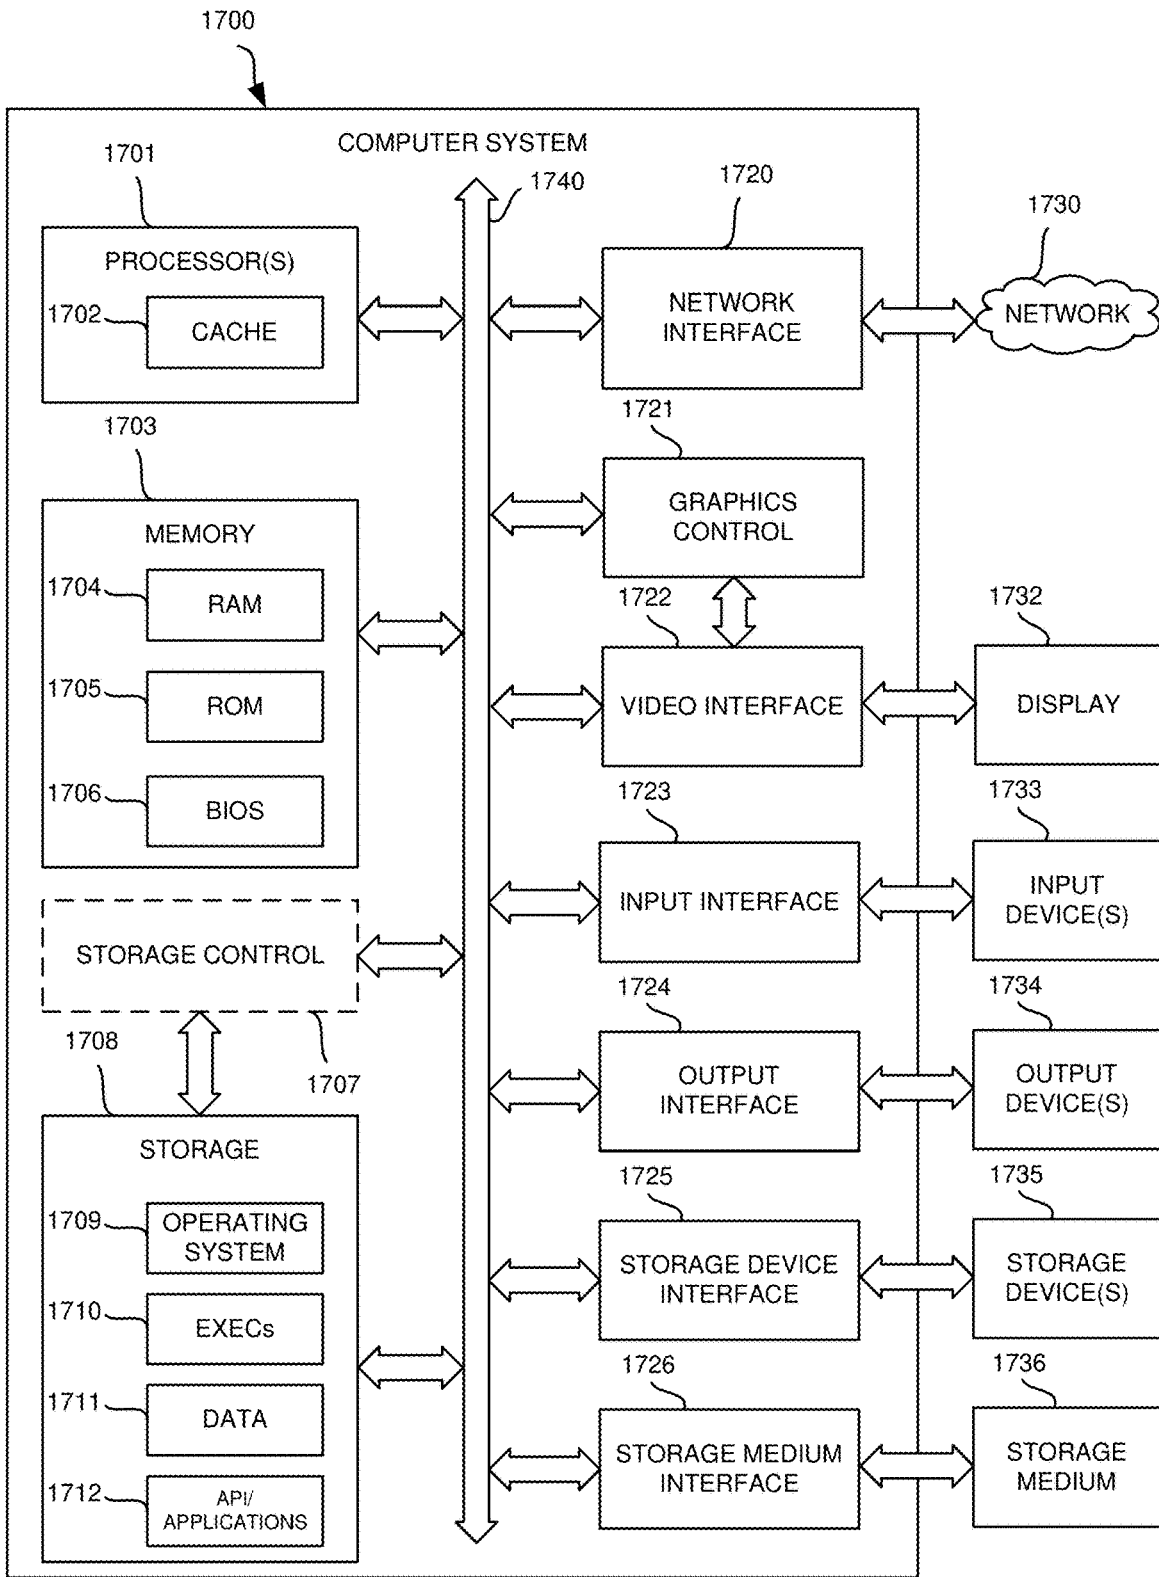 1700
COMPUTER SYSTEM
1701
PROCESSOR(S)
1702
CACHE
1703
MEMORY
1704
RAM
1705
ROM
1706
BIOS
STORAGE CONTROL
1707
1708
STORAGE
1709
OPERATING
SYSTEM
1710
EXECs
1711
DATA
1712
API/
APPLICATIONS
1740
1720
NETWORK
INTERFACE
1730
NETWORK
1721
GRAPHICS
CONTROL
1722
VIDEO INTERFACE
1732
DISPLAY
1723
INPUT INTERFACE
1733
INPUT
DEVICE(S)
1724
OUTPUT
INTERFACE
1734
OUTPUT
DEVICE(S)
1725
STORAGE DEVICE
INTERFACE
1735
STORAGE
DEVICE(S)
1726
STORAGE MEDIUM
INTERFACE
1736
STORAGE
MEDIUM